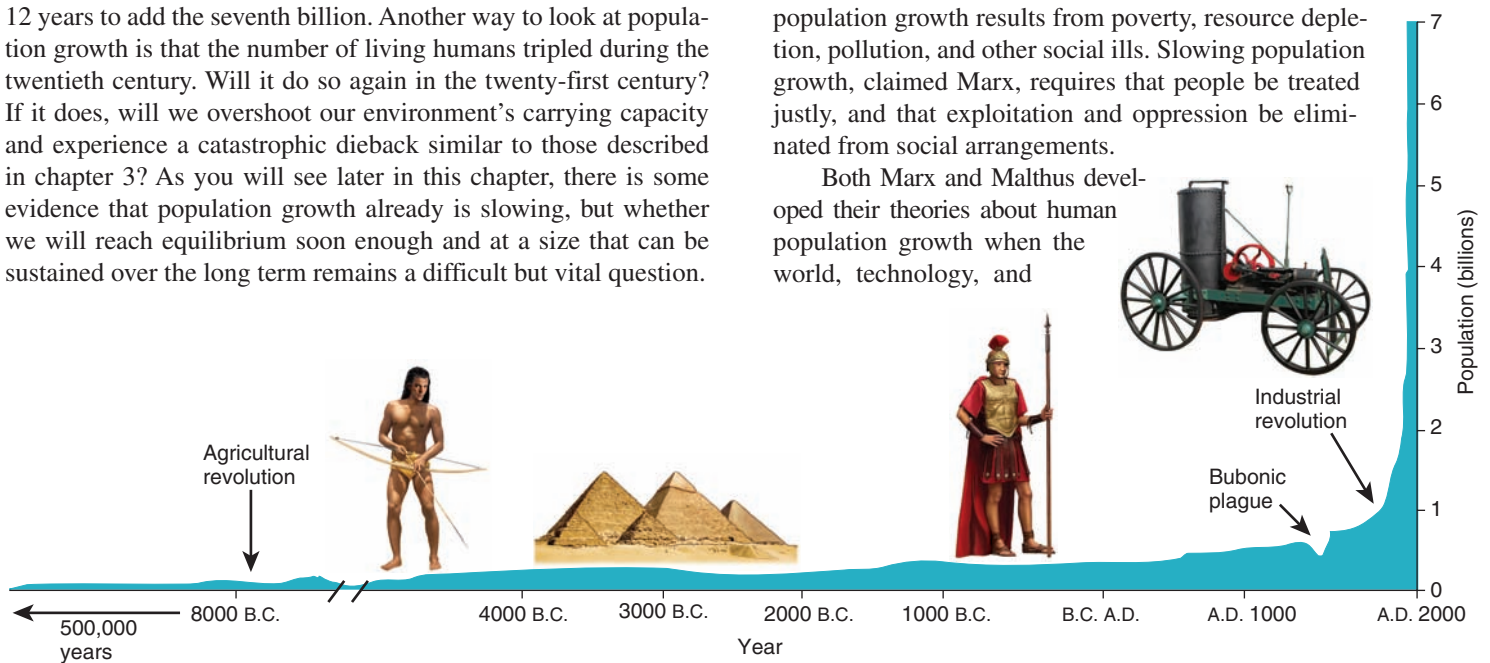 12 years to add the seventh billion. Another way to look at popula-
tion growth is that the number of living humans tripled during the
twentieth century. Will it do so again in the twenty-first century?
If it does, will we overshoot our environment's carrying capacity
and experience a catastrophic dieback similar to those described
in chapter 3? As you will see later in this chapter, there is some
evidence that population growth already is slowing, but whether
we will reach equilibrium soon enough and at a size that can be
sustained over the long term remains a difficult but vital question.
population growth results from poverty, resource deple-
tion, pollution, and other social ills. Slowing population
growth, claimed Marx, requires that people be treated
justly, and that exploitation and oppression be elimi-
nated from social arrangements.
Both Marx and Malthus devel-
oped their theories about human
population growth when the
world, technology, and
7
6
5
4
3
2
1
0
Population (billions)
Agricultural
revolution
Bubonic
plague
Industrial
revolution
500,000
years
8000 B.C.
4000 B.C.
3000 B.C.
2000 B.C.
1000 B.C.
B.C. A.D.
A.D. 1000
A.D. 2000
Year